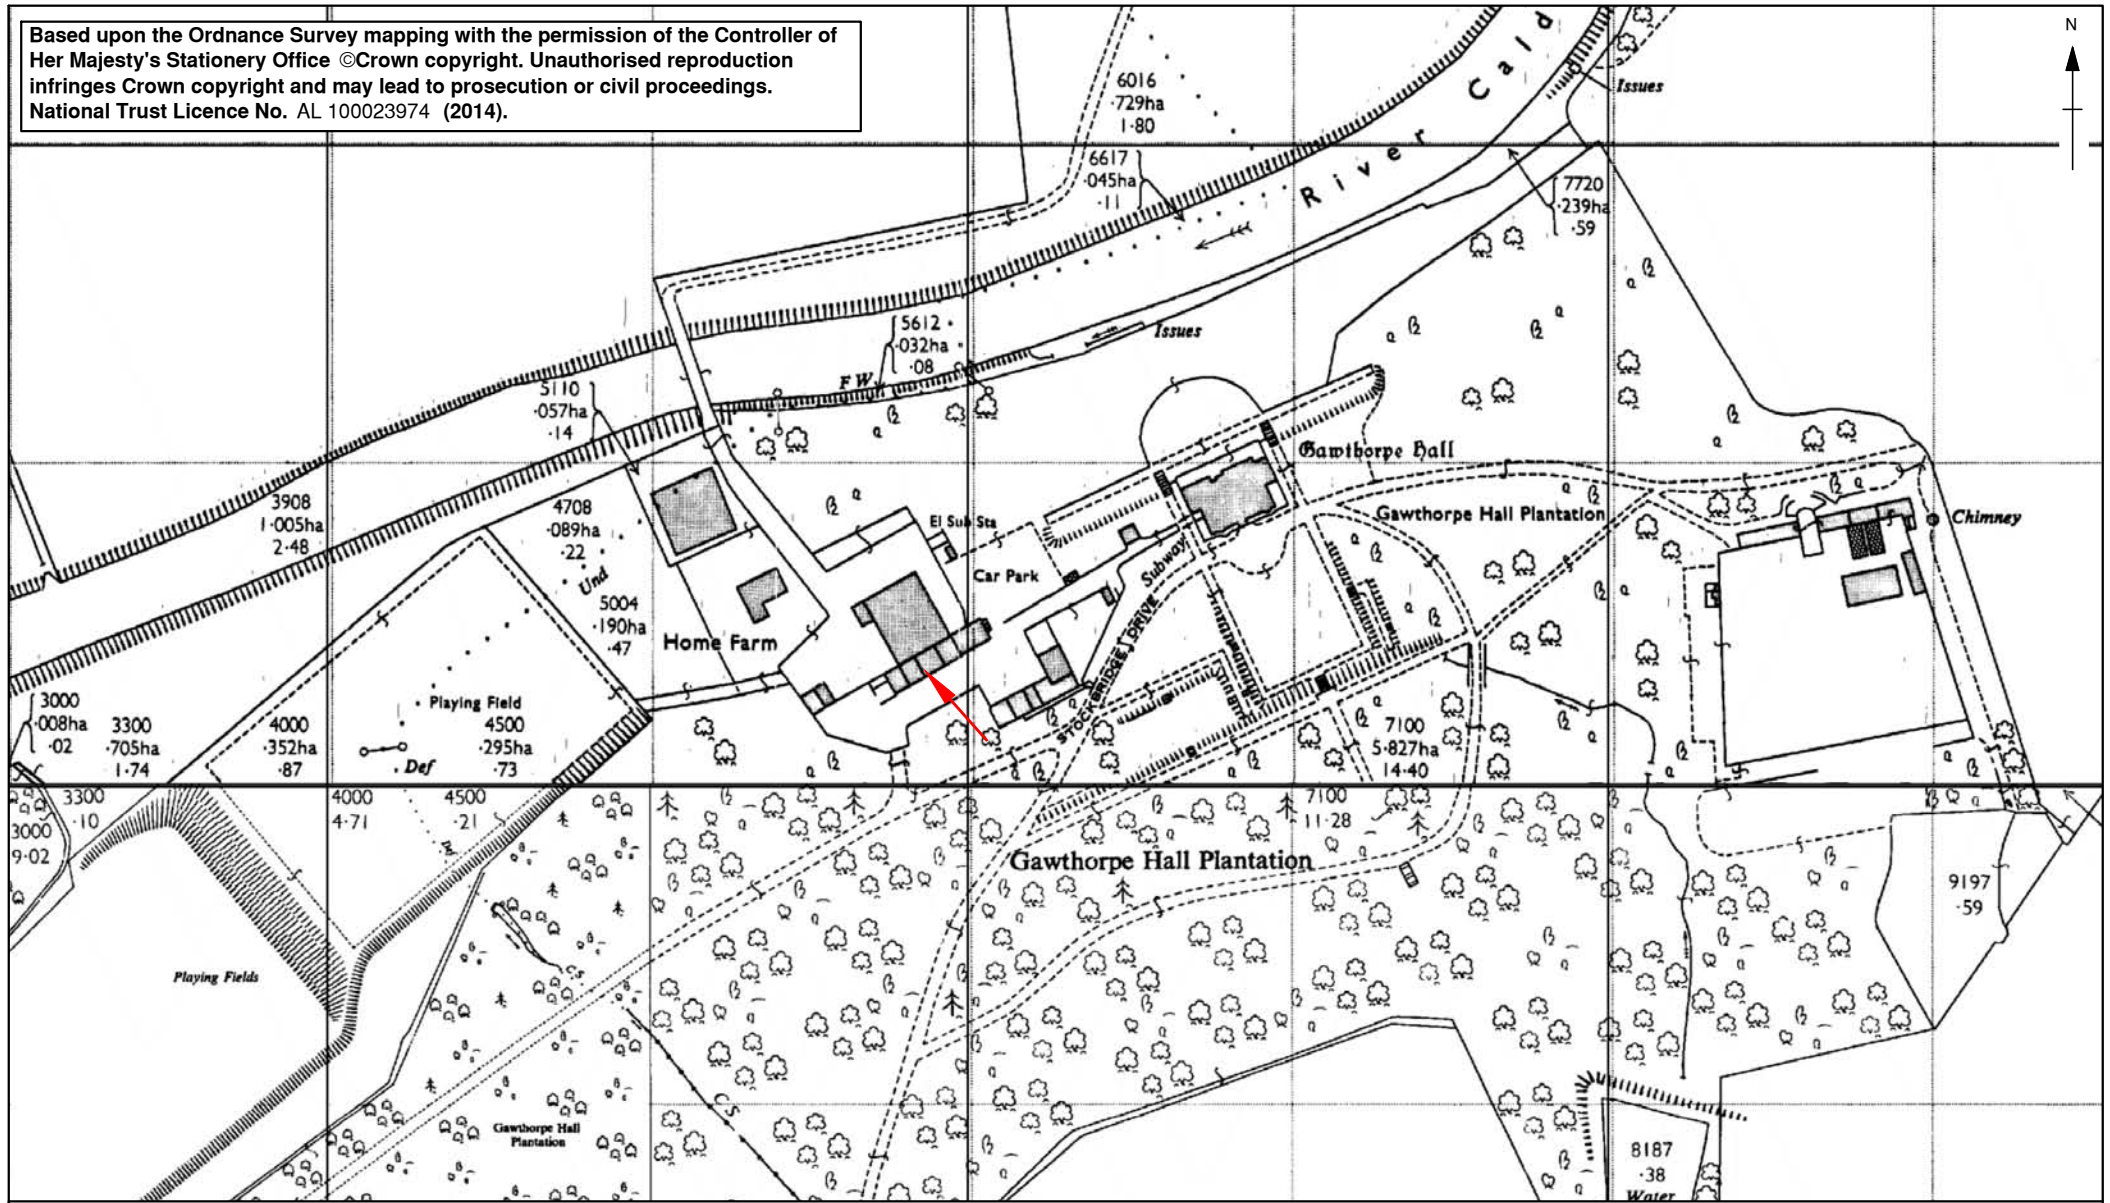 Based upon the Ordnance Survey mapping with the permission of the Controller of
Her Majesty's Stationery Office ©Crown copyright. Unauthorised reproduction
infringes Crown copyright and may lead to prosecution or civil proceedings.
National Trust Licence No. AL 100023974 (2014).
N
6016
·729ha
1·80
River Cald
Issues
6617
·045ha
·11
7720
·239ha
·59
5612
·032ha
·08
Issues
F W
5110
·057ha
·14
Gawthorpe Hall
3908
1·005ha
2·48
4708
·089ha
·22
Und
El Sub Sta
Gawthorpe Hall Plantation
Chimney
Car Park
Subway
5004
·190ha
·47
Home Farm
STOCKBRIDGE DRIVE
Subway
3000
·008ha
·02
3300
·705ha
1·74
4000
·352ha
·87
Playing Field
4500
·295ha
·73
Def
7100
5·827ha
14·40
3300
·10
3000
9·02
4000
4·71
4500
·21
7100
11·28
Gawthorpe Hall Plantation
9197
·59
Playing Fields
C S
C S
Gawthorpe Hall
Plantation
8187
·38
Water